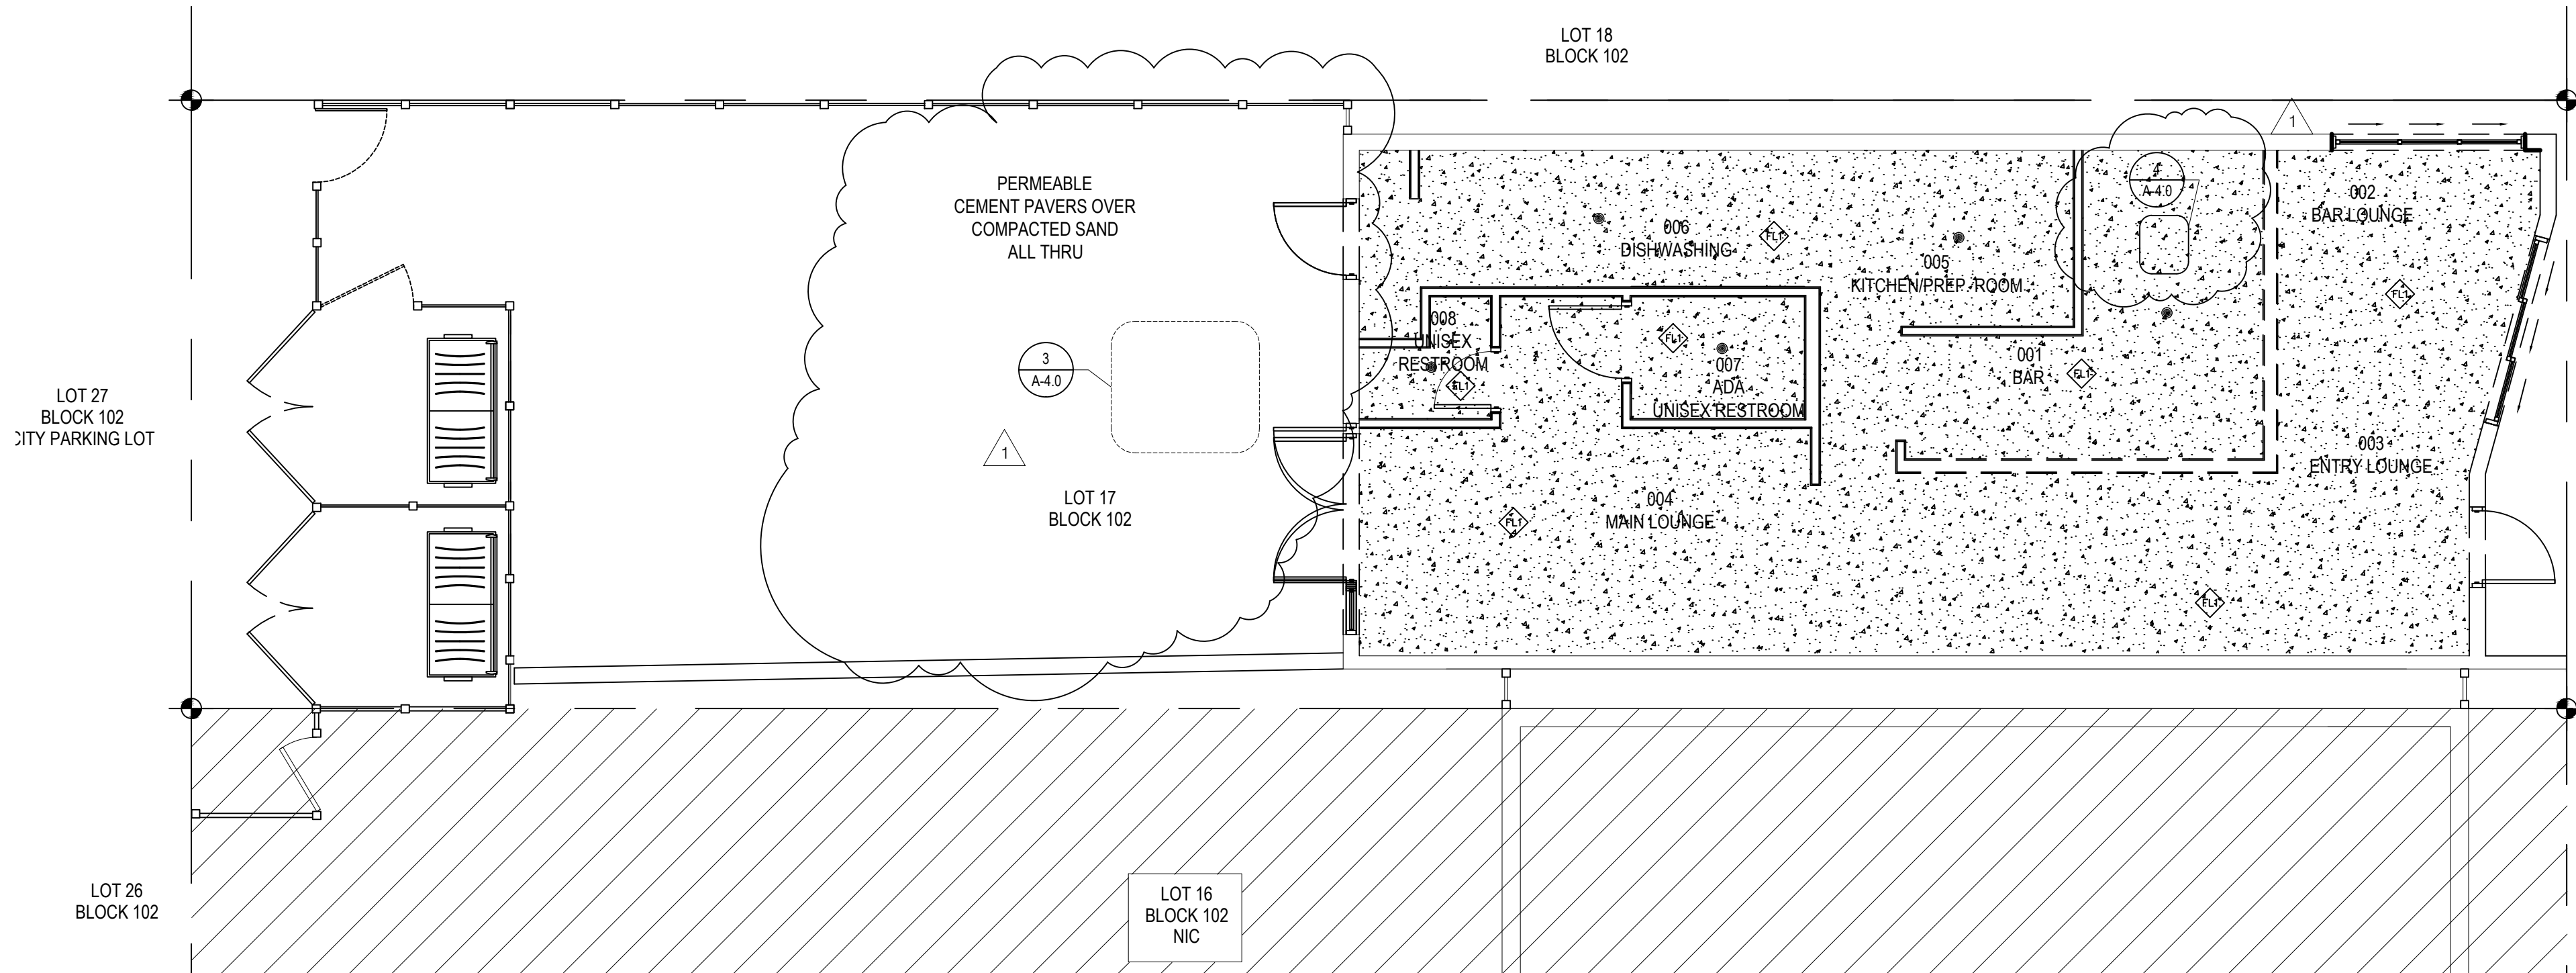 LOT 18
BLOCK 102
1
4
A-4.0
002
BAR LOUNGE
PERMEABLE
CEMENT PAVERS OVER
COMPACTED SAND
ALL THRU
006
DISHWASHING
FL1
005
KITCHEN/PREP. ROOM
FL1
008
UNISEX
RESTROOM
FL1
FL1
007
ADA
UNISEX RESTROOM
001
BAR
FL1
3
A-4.0
LOT 27
BLOCK 102
CITY PARKING LOT
1
003
ENTRY LOUNGE
LOT 17
BLOCK 102
004
MAIN LOUNGE
FL1
FL1
LOT 26
BLOCK 102
LOT 16
BLOCK 102
NIC